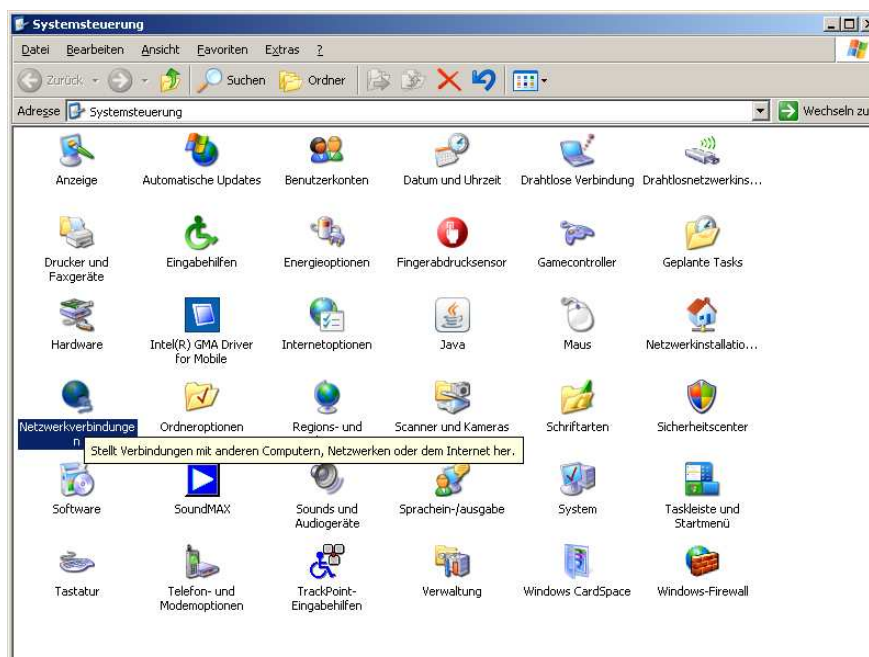 Systemsteuerung
Datei Bearbeiten Ansicht Favoriten Extras ?
Zurück Suchen Ordner
Adresse Systemsteuerung Wechseln zu
Anzeige Automatische Updates Benutzerkonten Datum und Uhrzeit Drahtlose Verbindung Drahtlosnetzwerkins...
Drucker und Eingabehilfen Energieoptionen Fingerabdrucksensor Gamecontroller Geplante Tasks
Faxgeräte
Hardware Intel(R) GMA Driver Internetoptionen Java Maus Netzwerkinstallatio...
for Mobile
Netzwerkverbindunge Ordneroptionen Regions- und Scanner und Kameras Schriftarten Sicherheitscenter
n
Stellt Verbindungen mit anderen Computern, Netzwerken oder dem Internet her.
Software SoundMAX Sounds und Sprachein-/ausgabe System Taskleiste und
Audiogeräte Startmenü
Tastatur Telefon- und TrackPoint- Verwaltung Windows CardSpace Windows-Firewall
Modemoptionen Eingabehilfen